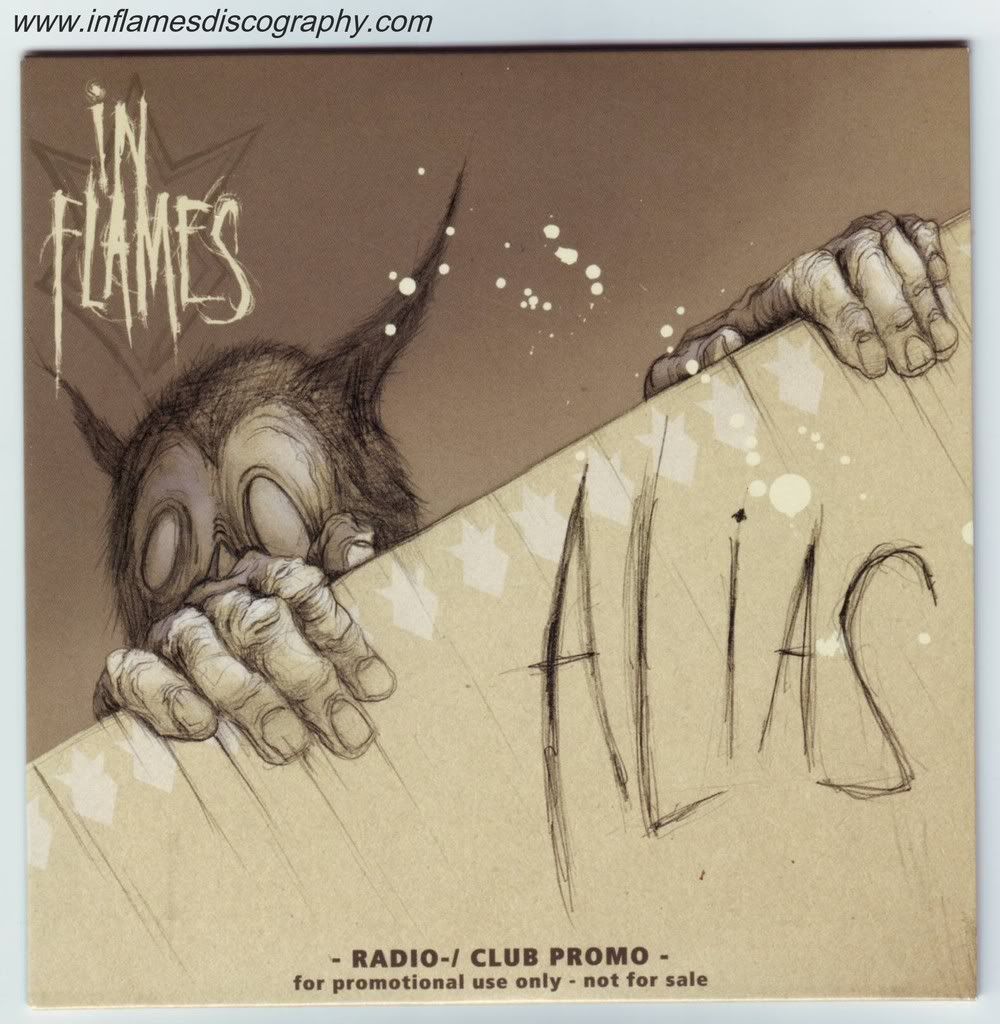 www.inflamesdiscography.com
iN
FLAMES
ALiAS
- RADIO-/ CLUB PROMO -
for promotional use only - not for sale